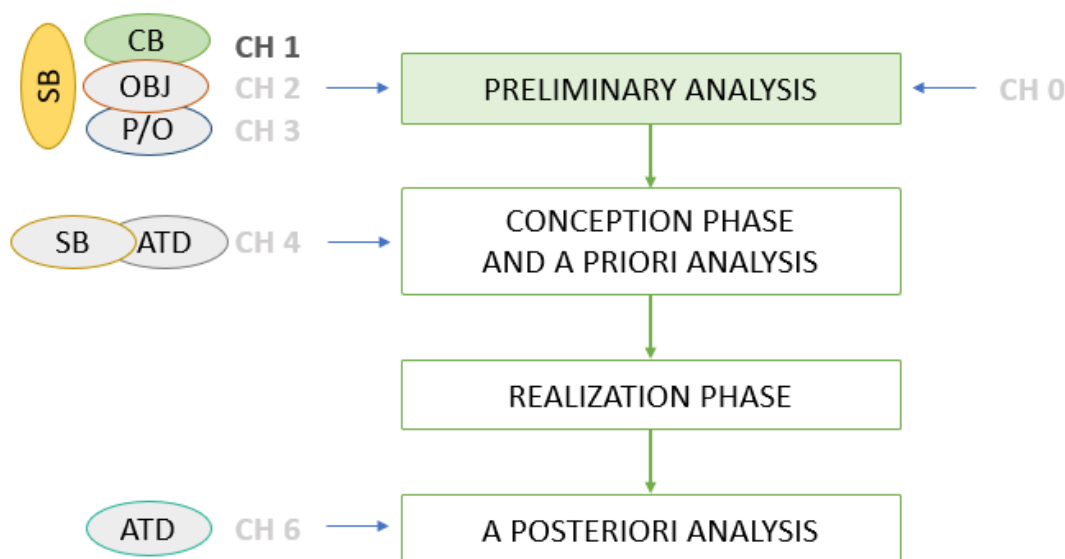 SB
CB
CH 1
OBJ
CH 2
P/O
CH 3
PRELIMINARY ANALYSIS
CH 0
SB
ATD
CH 4
CONCEPTION PHASE
AND A PRIORI ANALYSIS
REALIZATION PHASE
ATD
CH 6
A POSTERIORI ANALYSIS